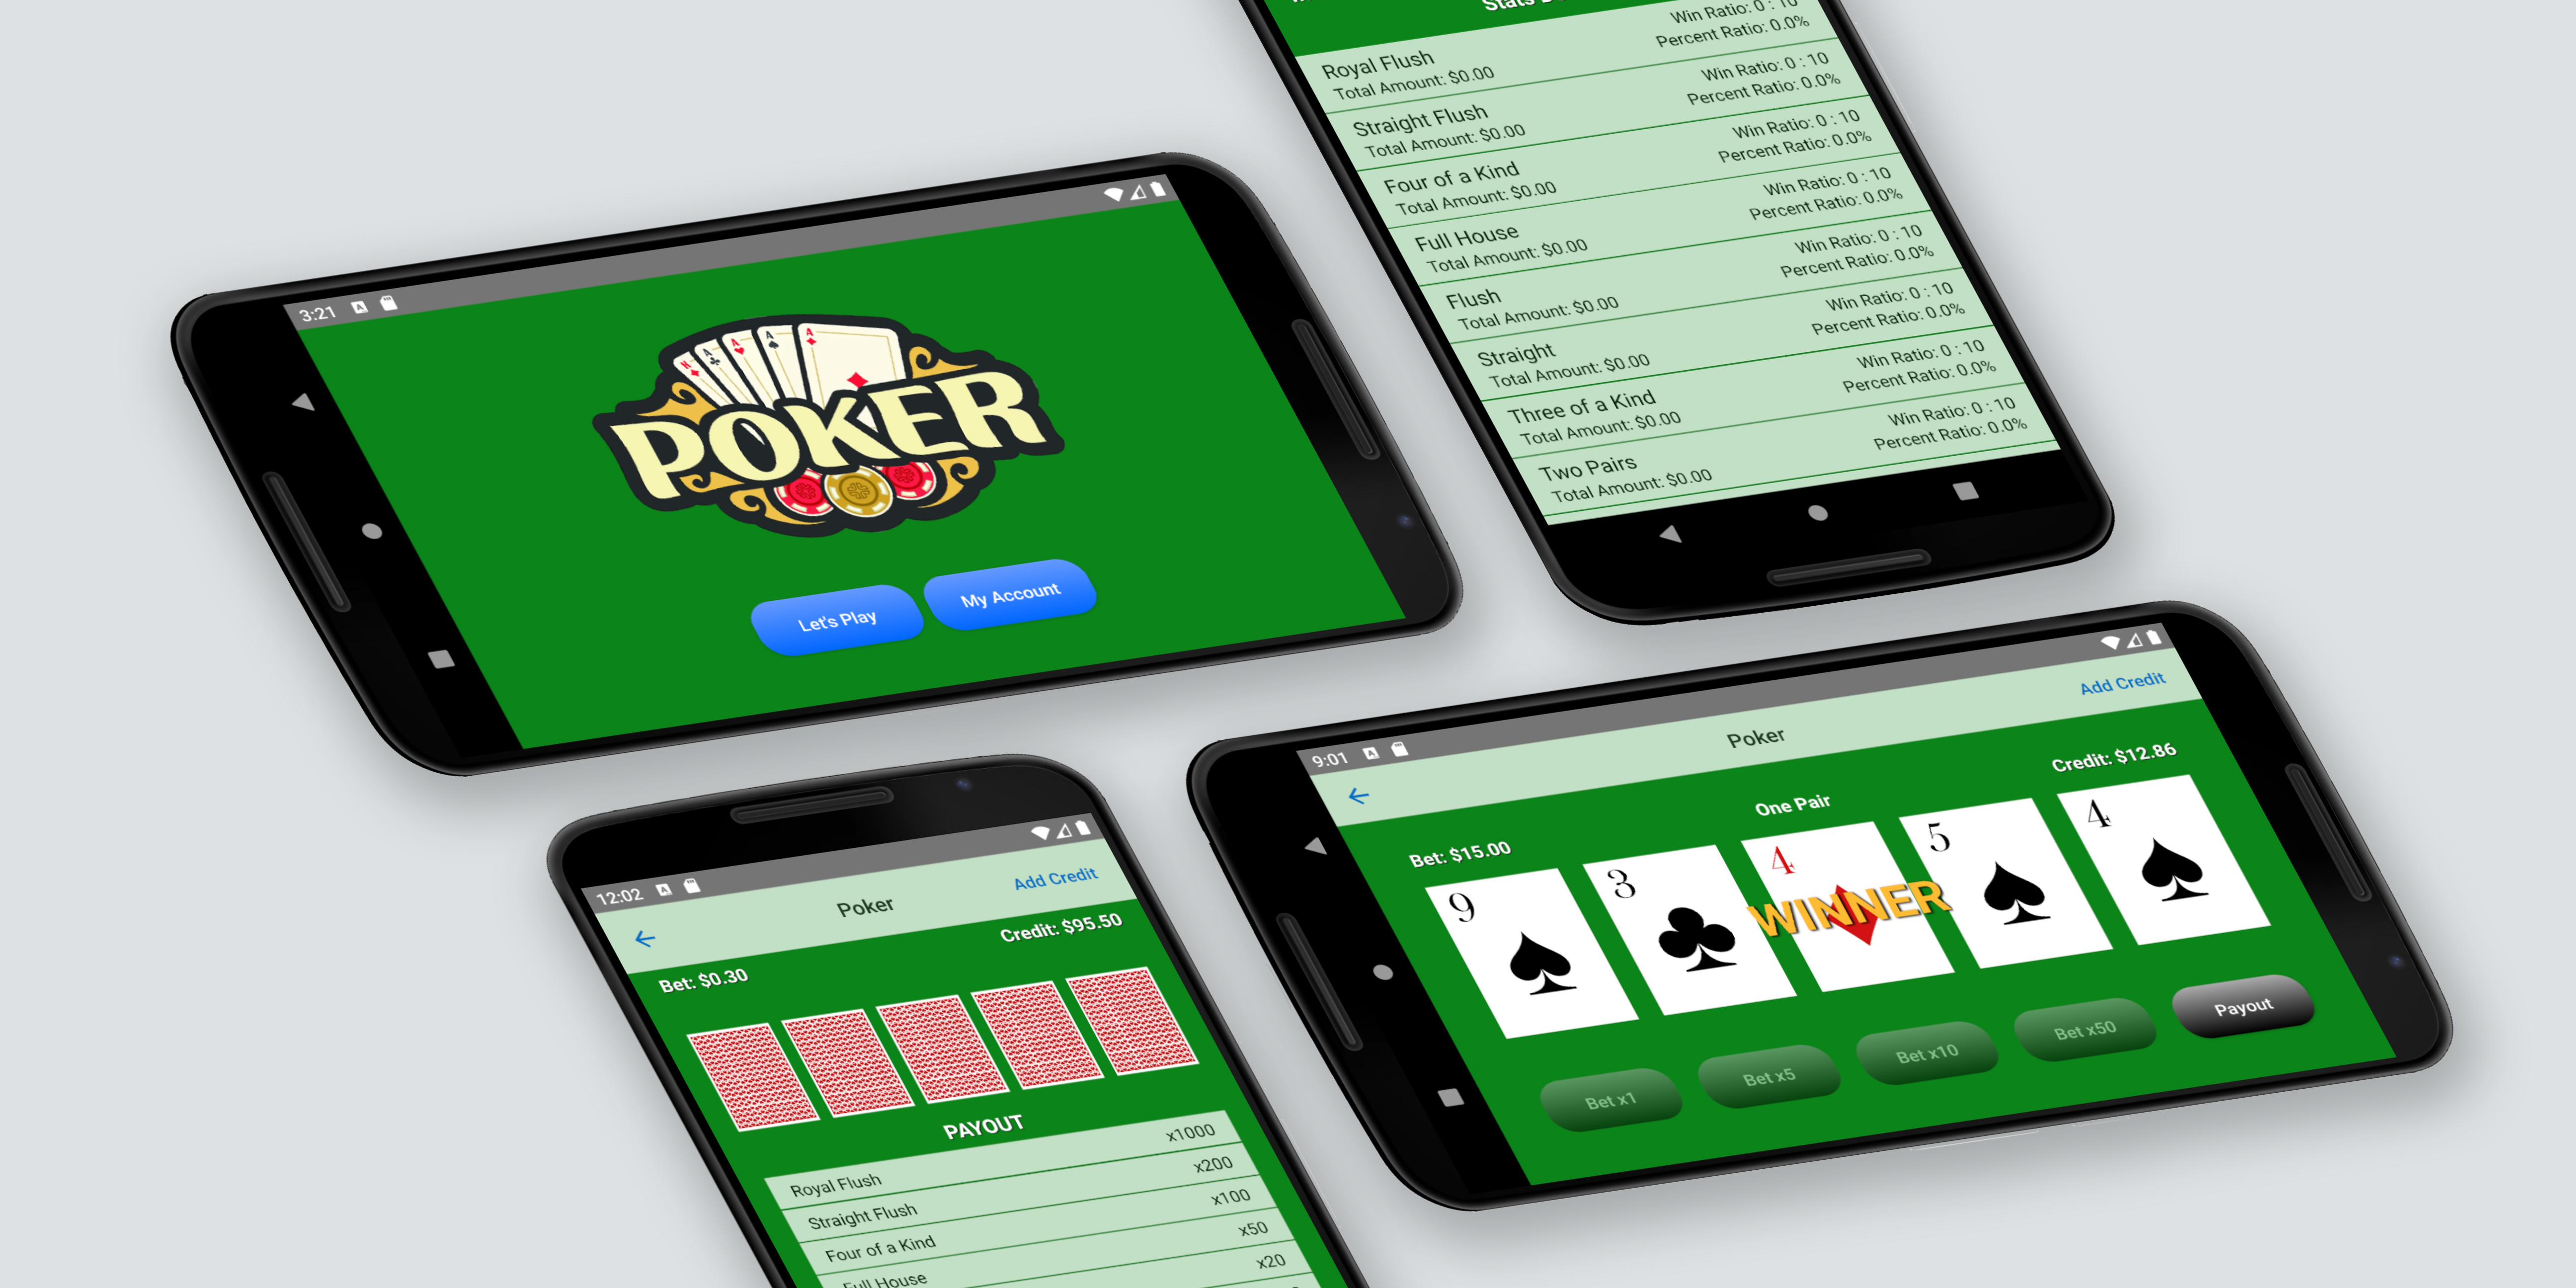 3:21
A
A
A
A
POKER
Let's Play
My Account
Win Ratio: 0 : 10
Percent Ratio: 0.0%
Royal Flush
Total Amount: $0.00
Win Ratio: 0 : 10
Percent Ratio: 0.0%
Straight Flush
Total Amount: $0.00
Win Ratio: 0 : 10
Percent Ratio: 0.0%
Four of a Kind
Total Amount: $0.00
Win Ratio: 0 : 10
Percent Ratio: 0.0%
Full House
Total Amount: $0.00
Win Ratio: 0 : 10
Percent Ratio: 0.0%
Flush
Total Amount: $0.00
Win Ratio: 0 : 10
Percent Ratio: 0.0%
Straight
Total Amount: $0.00
Win Ratio: 0 : 10
Percent Ratio: 0.0%
Three of a Kind
Total Amount: $0.00
Win Ratio: 0 : 10
Percent Ratio: 0.0%
Two Pairs
Total Amount: $0.00
12:02
Poker
Add Credit
Bet: $0.30
Credit: $95.50
PAYOUT
Royal Flush x1000
Straight Flush x200
Four of a Kind x100
Full House x50
x20
9:01
Poker
Add Credit
Bet: $15.00
One Pair
Credit: $12.86
9
3
4
5
4
WINNER
Bet x1
Bet x5
Bet x10
Bet x50
Payout